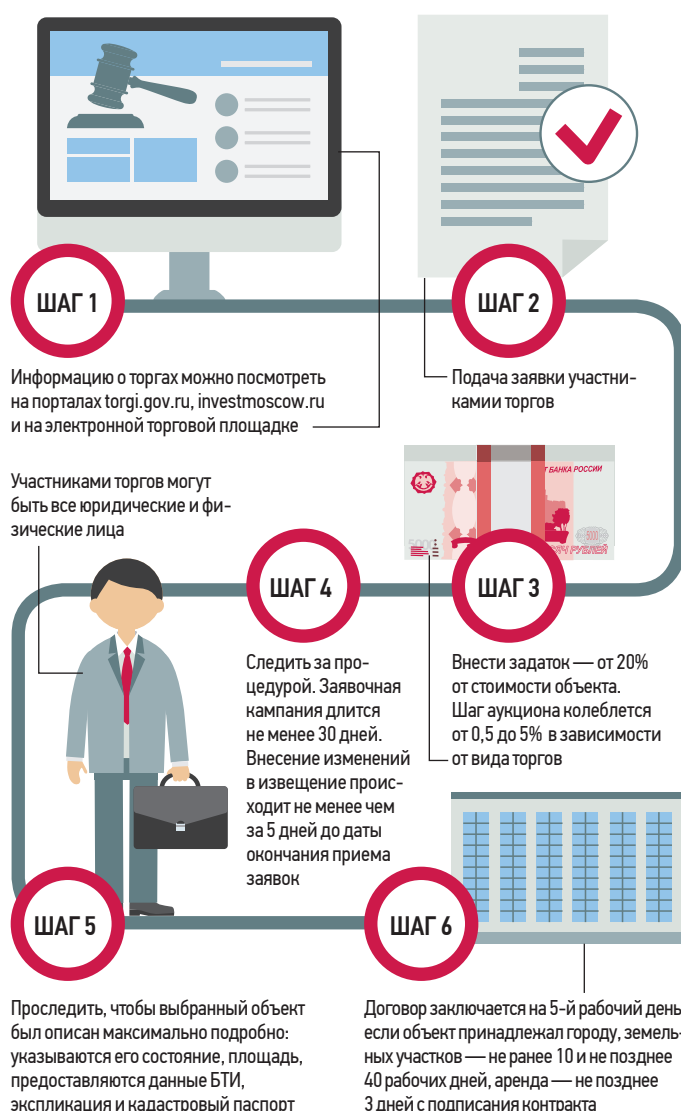 ШАГ 1
Информацию о торгах можно посмотреть
на порталах torgi.gov.ru, investmoscow.ru
и на электронной торговой площадке
ШАГ 2
Подача заявки участни-
камии торгов
Участниками торгов могут
быть все юридические и фи-
зические лица
Т БАНКА РОССИИ
5000
ЯЧ РУБЛЕЙ
ШАГ 3
Внести задаток — от 20%
от стоимости объекта.
Шаг аукциона колеблется
от 0,5 до 5% в зависимости
от вида торгов
ШАГ 4
Следить за про-
цедурой. Заявочная
кампания длится
не менее 30 дней.
Внесение изменений
в извещение проис-
ходит не менее чем
за 5 дней до даты
окончания приема
заявок
ШАГ 5
Проследить, чтобы выбранный объект
был описан максимально подробно:
указываются его состояние, площадь,
предоставляются данные БТИ,
экспликация и кадастровый паспорт
ШАГ 6
Договор заключается на 5-й рабочий день,
если объект принадлежал городу, земель-
ных участков — не ранее 10 и не позднее
40 рабочих дней, аренда — не позднее
3 дней с подписания контракта